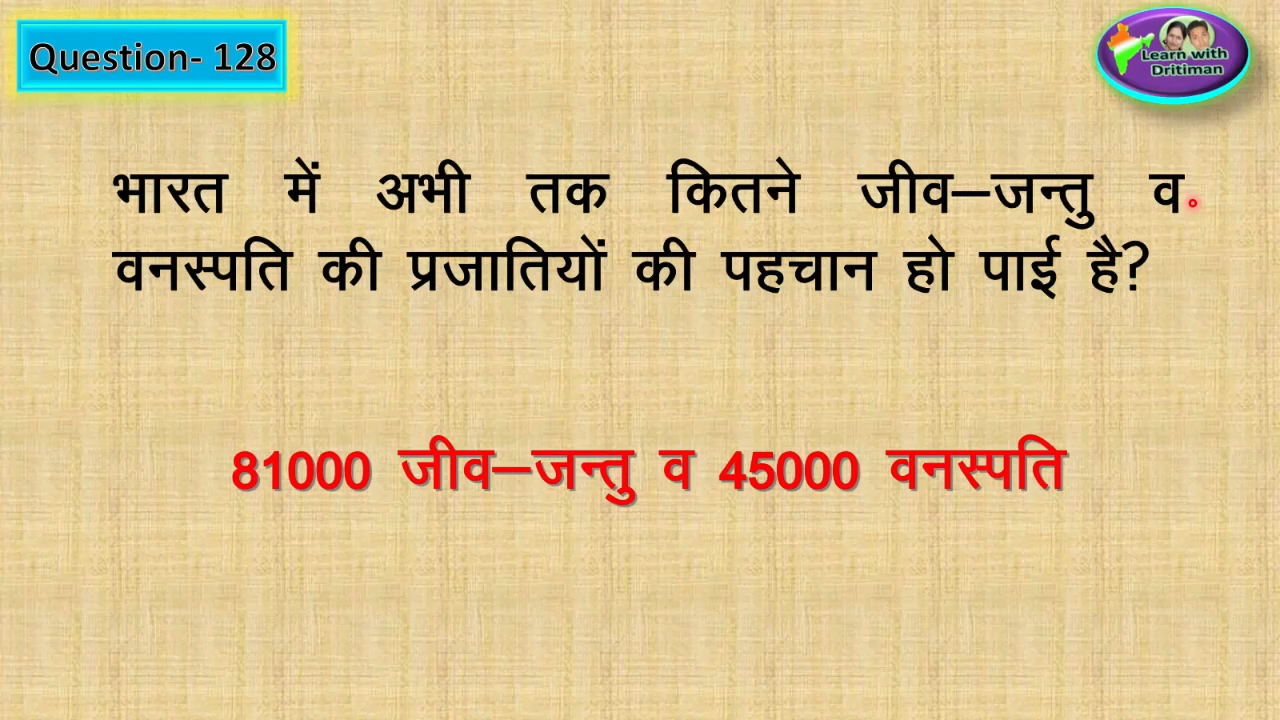 Question- 128
Learn with
Dritiman
भारत में अभी तक कितने जीव–जन्तु व
वनस्पति की प्रजातियों की पहचान हो पाई है?
81000 जीव–जन्तु व 45000 वनस्पति